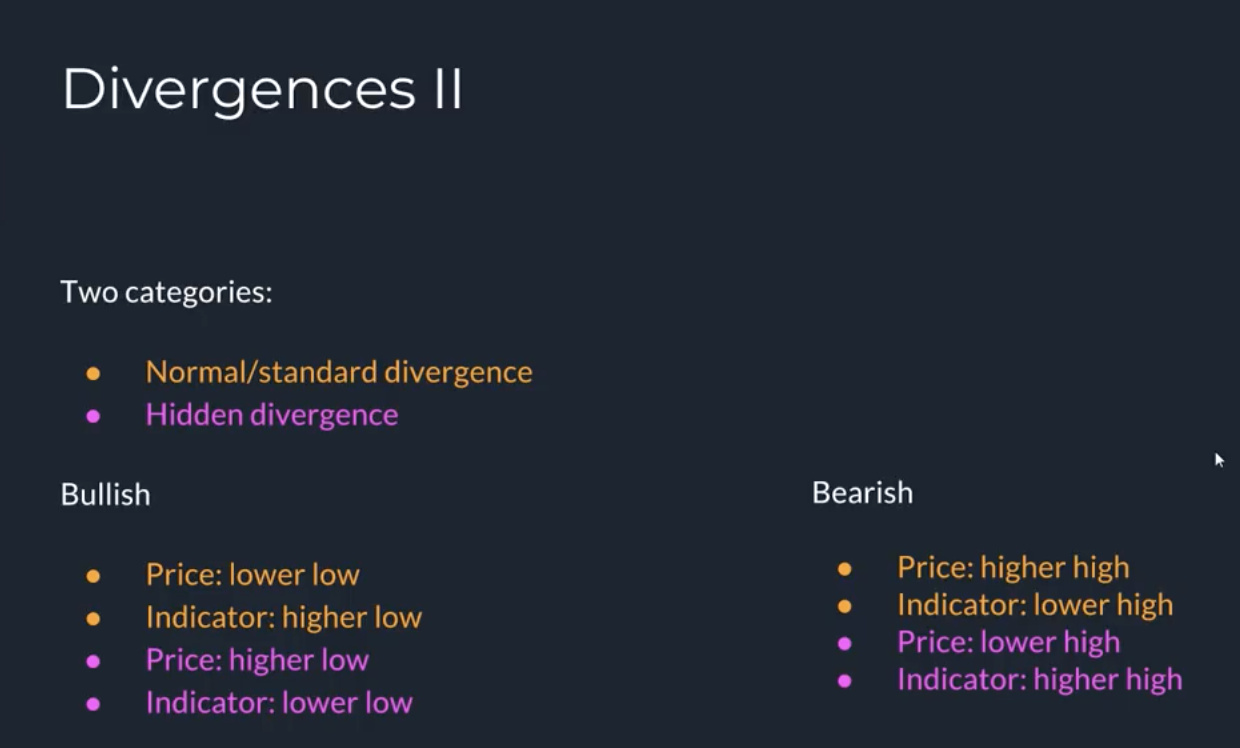 Divergences II
Two categories:
● Normal/standard divergence
● Hidden divergence
Bullish
● Price: lower low
● Indicator: higher low
● Price: higher low
● Indicator: lower low
Bearish
● Price: higher high
● Indicator: lower high
● Price: lower high
● Indicator: higher high